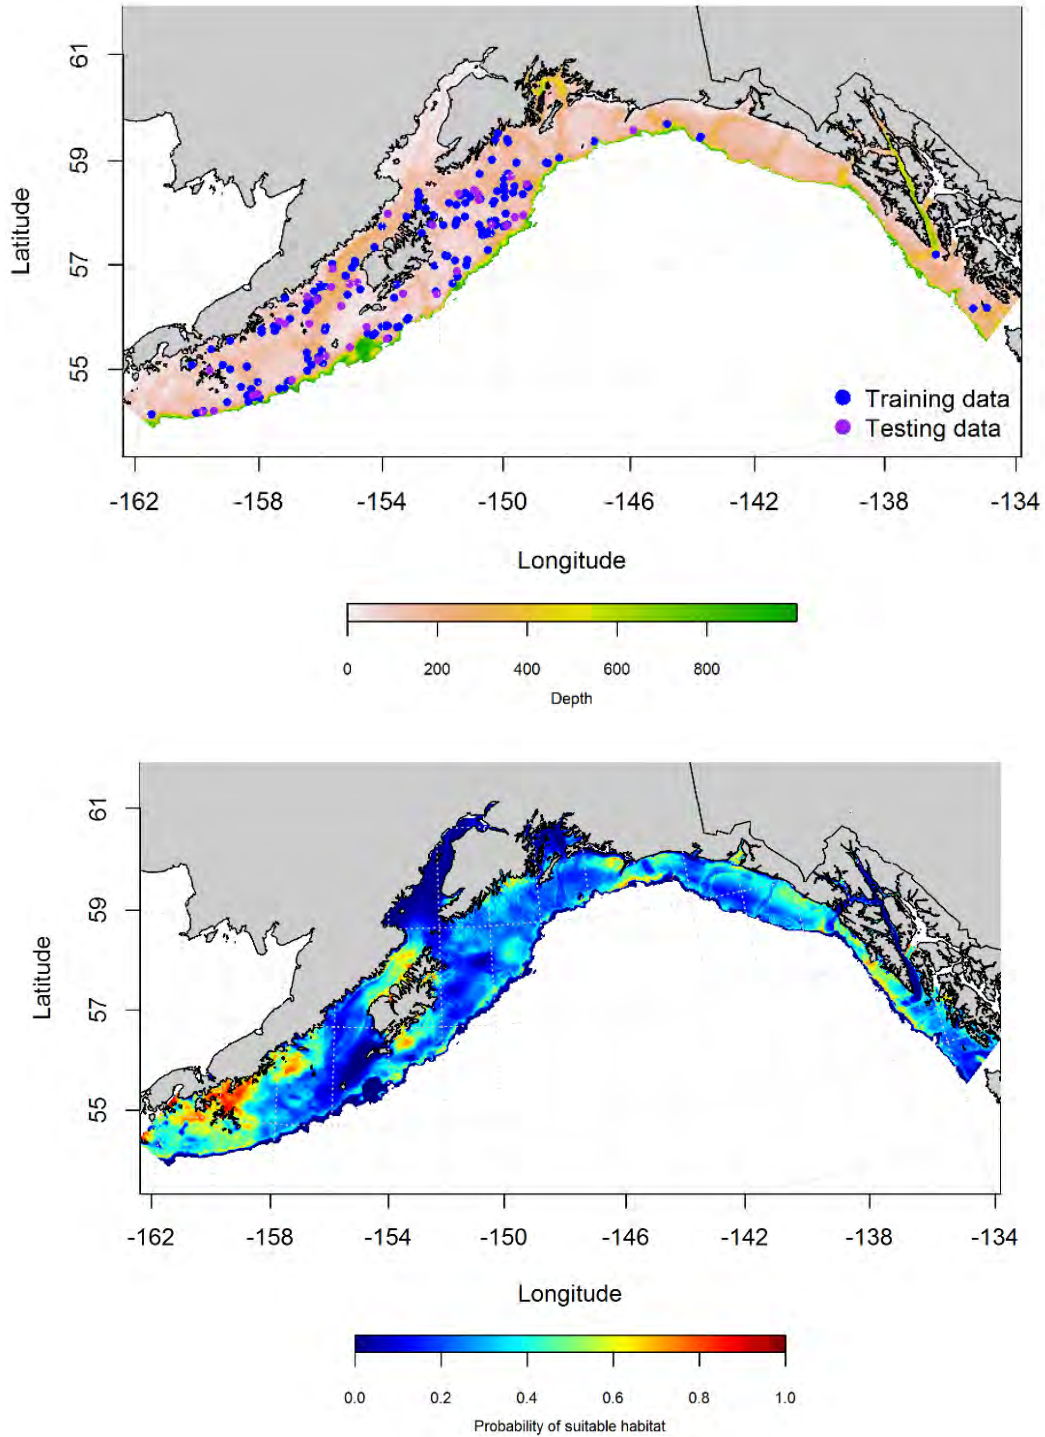 61
59
57
55
Latitude
Training data
Testing data
-162 -158 -154 -150 -146 -142 -138 -134
Longitude
0 200 400 600 800
Depth
61
59
57
55
Latitude
-162 -158 -154 -150 -146 -142 -138 -134
Longitude
0.0 0.2 0.4 0.6 0.8 1.0
Probability of suitable habitat